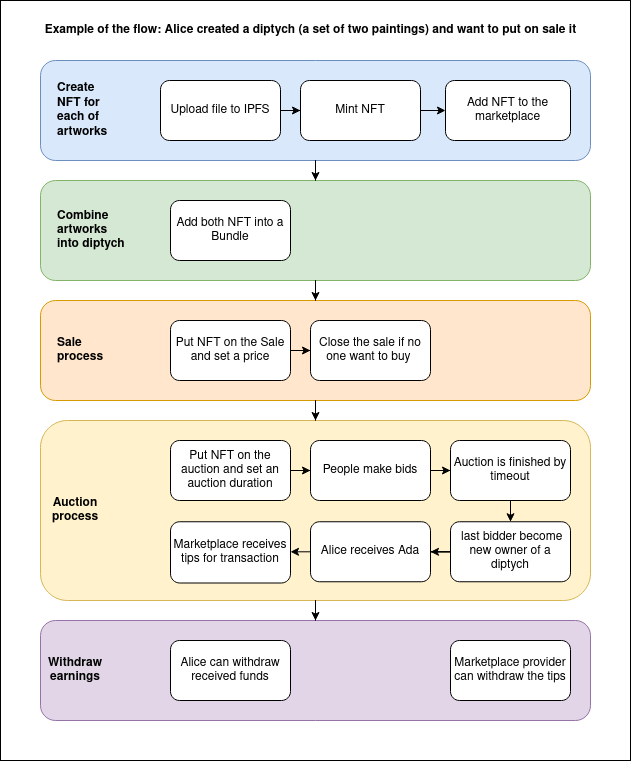 Example of the flow: Alice created a diptych (a set of two paintings) and want to put on sale it
Create
NFT for
each of
artworks
Upload file to IPFS
Mint NFT
Add NFT to the
marketplace
Combine
artworks
into diptych
Add both NFT into a
Bundle
Sale
process
Put NFT on the Sale
and set a price
Close the sale if no
one want to buy
Auction
process
Put NFT on the
auction and set an
auction duration
People make bids
Auction is finished by
timeout
Marketplace receives
tips for transaction
Alice receives Ada
last bidder become
new owner of a
diptych
Withdraw
earnings
Alice can withdraw
received funds
Marketplace provider
can withdraw the tips